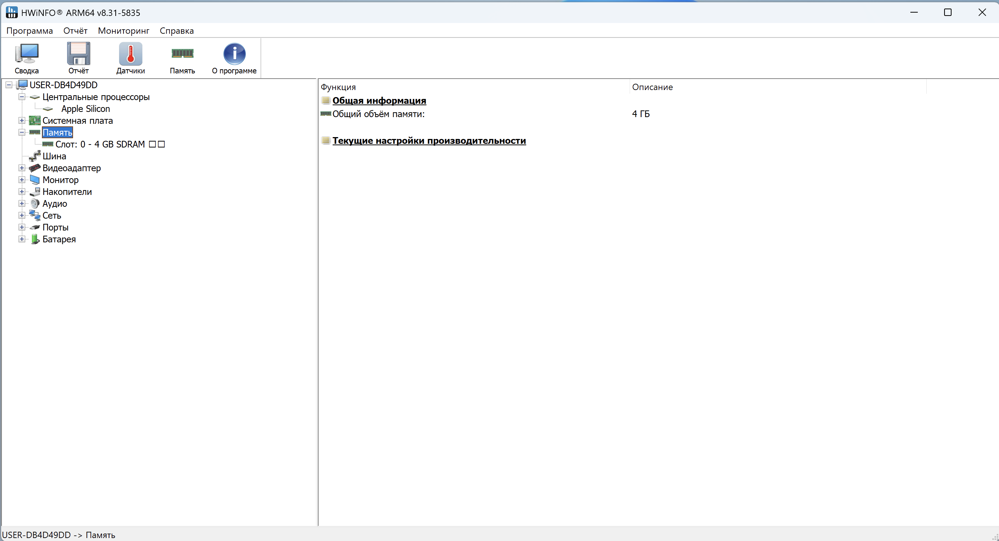 HWiNFO® ARM64 v8.31-5835
Программа Отчёт Мониторинг Справка
Сводка Отчёт Датчики Память О программе
USER-DB4D49DD
Центральные процессоры
Apple Silicon
Системная плата
Память
Слот: 0 - 4 GB SDRAM □□
Шина
Видеоадаптер
Монитор
Накопители
Аудио
Сеть
Порты
Батарея
Функция Описание
Общая информация
Общий объём памяти: 4 ГБ
Текущие настройки производительности
USER-DB4D49DD -> Память